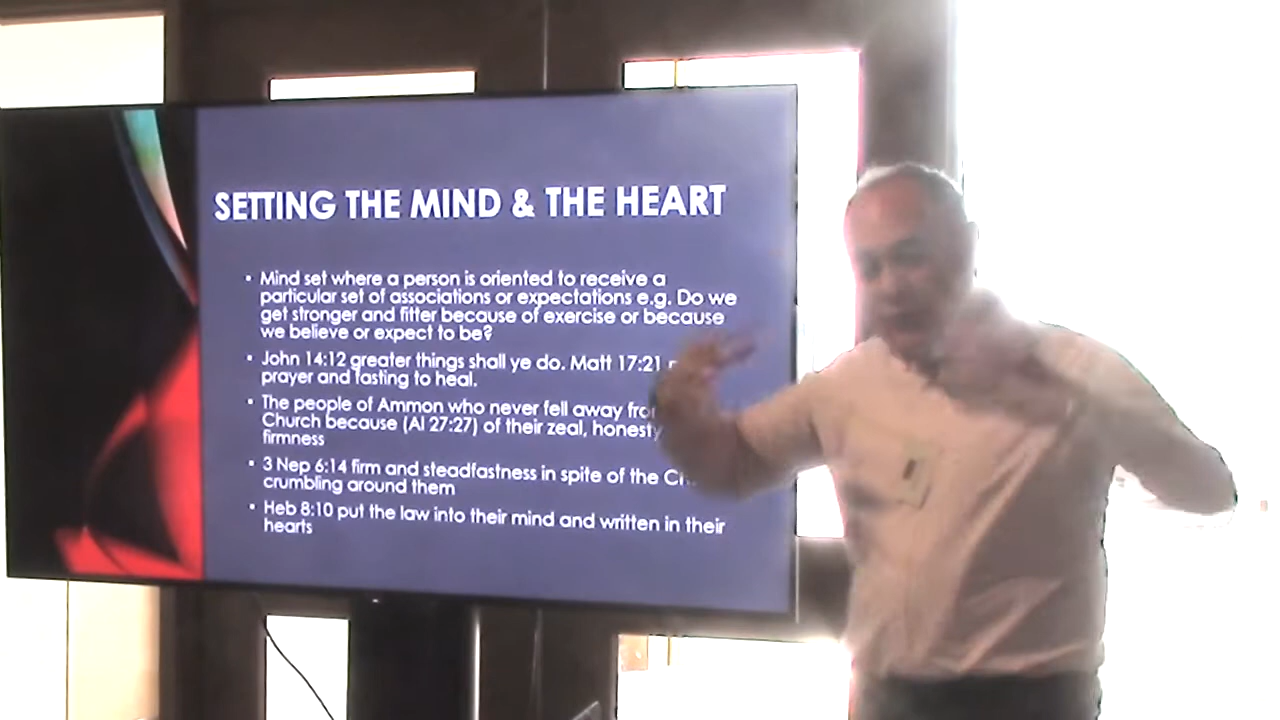 SETTING THE MIND & THE HEART
▪ Mind set where a person is oriented to receive a
particular set of associations or expectations e.g. Do we
get stronger and fitter because of exercise or because
we believe or expect to be?
▪ John 14:12 greater things shall ye do. Matt 17:21
prayer and fasting to heal.
▪ The people of Ammon who never fell away
Church because (Al 27:27) of their zeal, honesty
firmness
▪ 3 Nep 6:14 firm and steadfastness in spite of the
crumbling around them
▪ Heb 8:10 put the law into their mind and written in their
hearts